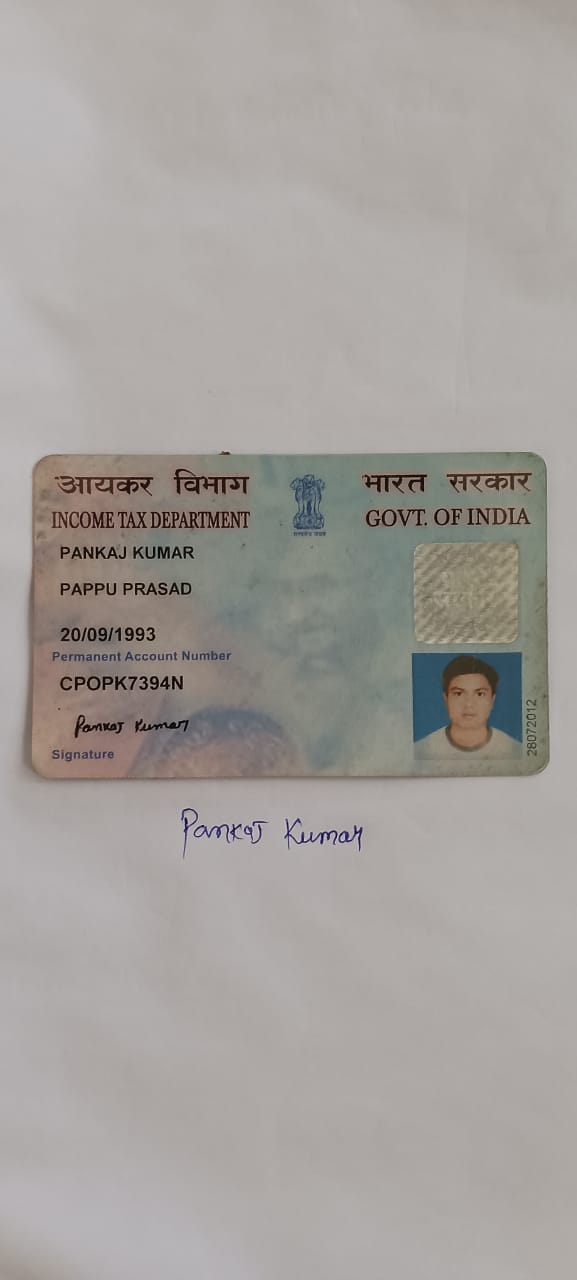 आयकर विभाग
भारत सरकार
INCOME TAX DEPARTMENT
GOVT. OF INDIA
सत्यमेव जयते
PANKAJ KUMAR
PAPPU PRASAD
20/09/1993
Permanent Account Number
CPOPK7394N
Pankaj Kumar
Signature
28072012
Pankaj Kumar